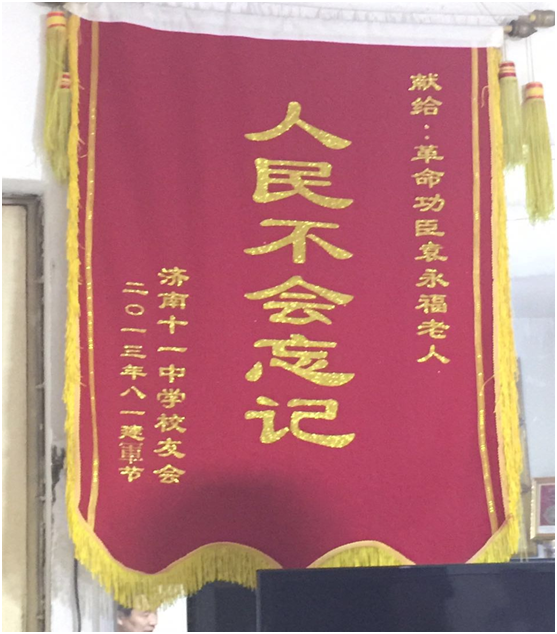 献给：革命功臣袁永福老人
人民不会忘记
济南十一中学校友会
二〇一三年八一建軍节